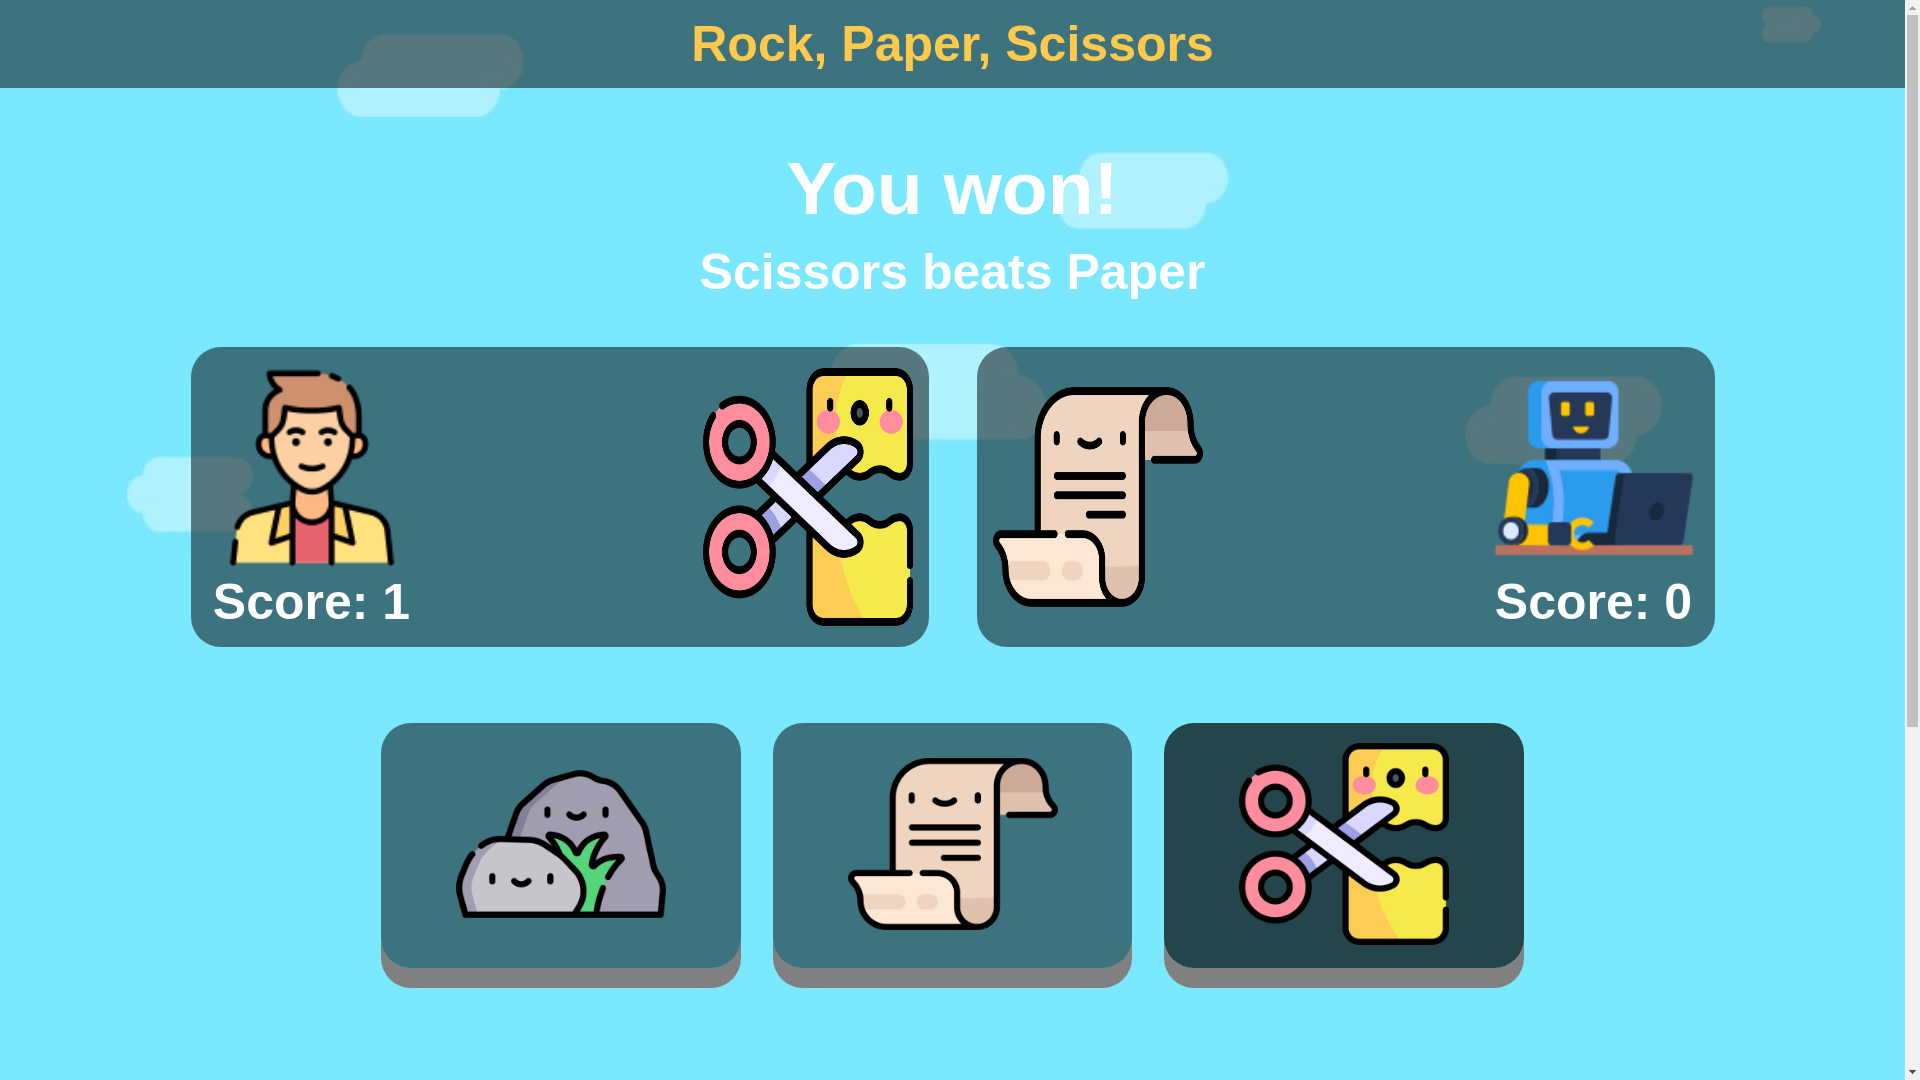 Rock, Paper, Scissors
You won!
Scissors beats Paper
Score: 1
Score: 0